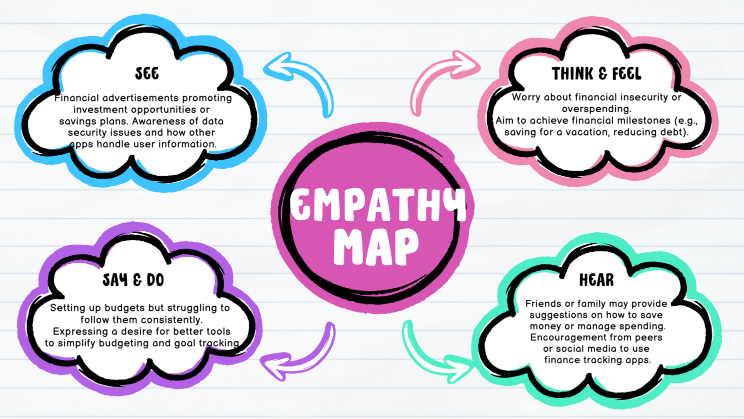 SEE
Financial advertisements promoting
investment opportunities or
savings plans. Awareness of data
security issues and how other
apps handle user information.
THINK & FEEL
Worry about financial insecurity or
overspending.
Aim to achieve financial milestones (e.g.,
saving for a vacation, reducing debt).
EMPATHY
MAP
SAY & DO
Setting up budgets but struggling to
follow them consistently.
Expressing a desire for better tools
to simplify budgeting and goal tracking
HEAR
Friends or family may provide
suggestions on how to save
money or manage spending.
Encouragement from peers
or social media to use
finance tracking apps.